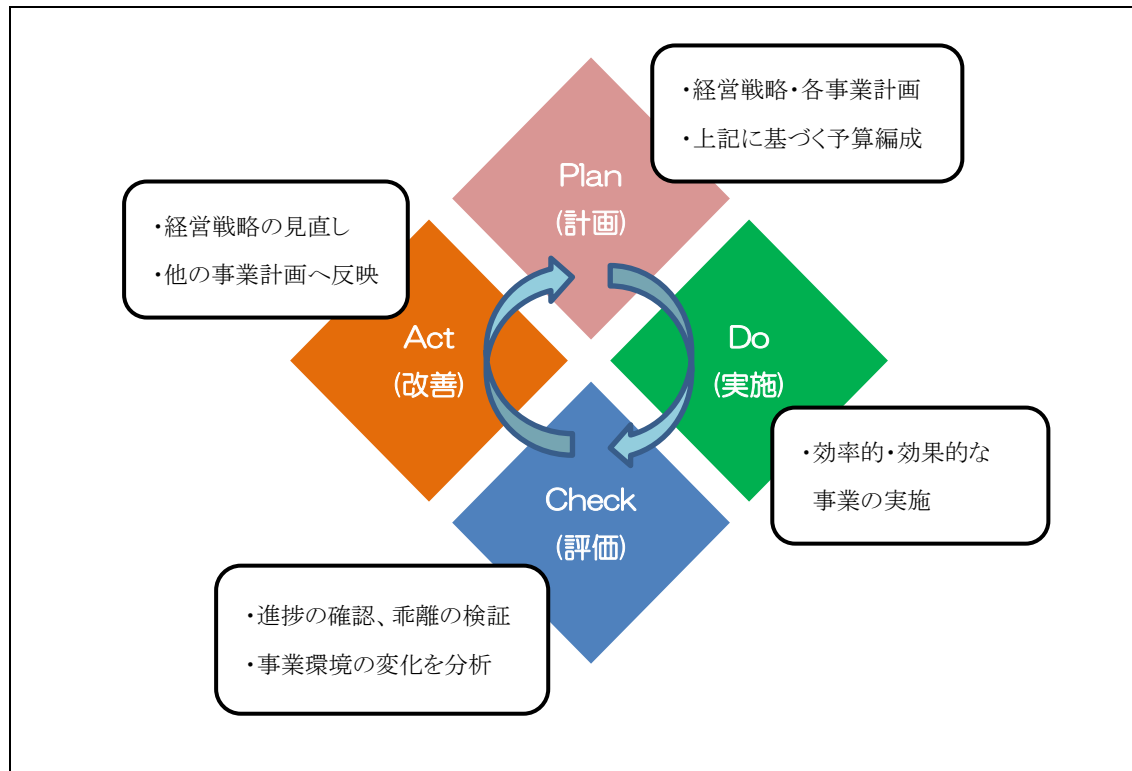 ・経営戦略・各事業計画
・上記に基づく予算編成
Plan
(計画)
・経営戦略の見直し
・他の事業計画へ反映
Act
(改善)
Do
(実施)
・効率的・効果的な
事業の実施
Check
(評価)
・進捗の確認、乖離の検証
・事業環境の変化を分析